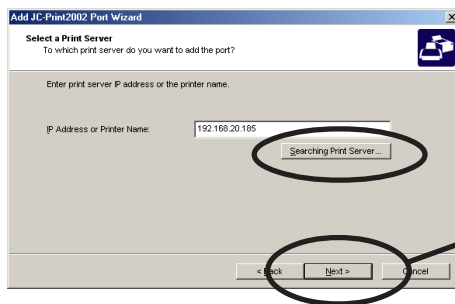 Add JC-Print2002 Port Wizard
Select a Print Server
To which print server do you want to add the port?
Enter print server IP address or the printer name.
IP Address or Printer Name: 192.168.20.185
Searching Print Server...
< Back Next > Cancel